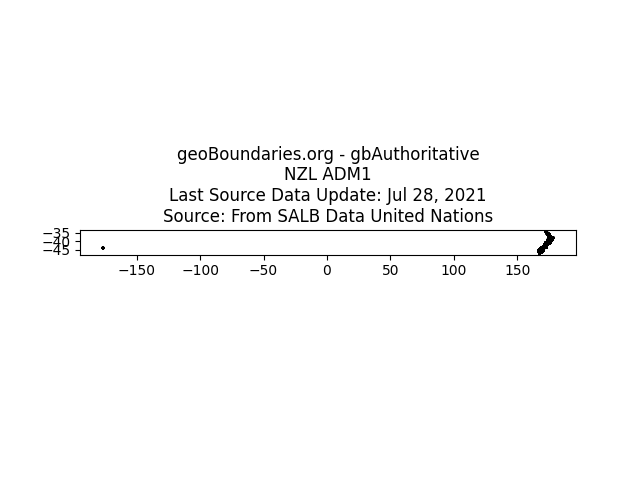 geoBoundaries.org - gbAuthoritative
NZL ADM1
Last Source Data Update: Jul 28, 2021
Source: From SALB Data United Nations
−35
−40
−45
−150 −100 −50 0 50 100 150